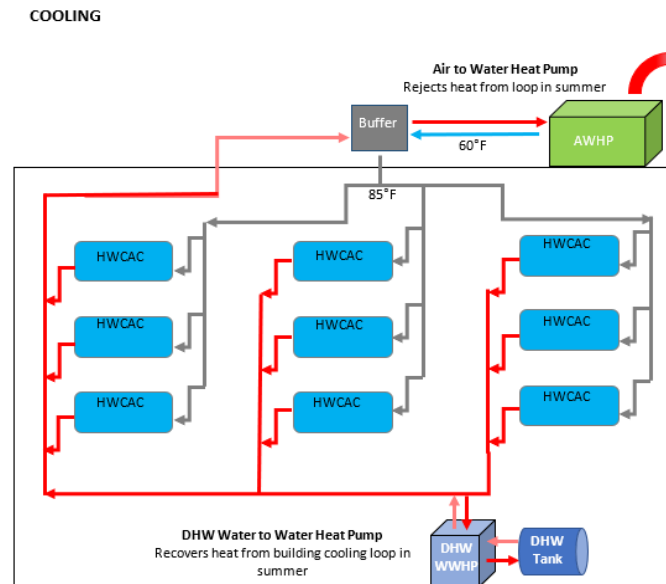 COOLING
Air to Water Heat Pump
Rejects heat from loop in summer
Buffer
60°F
AWHP
85°F
HWCAC
HWCAC
HWCAC
HWCAC
HWCAC
HWCAC
HWCAC
HWCAC
HWCAC
DHW Water to Water Heat Pump
Recovers heat from building cooling loop in
summer
DHW
WWHP
DHW
Tank